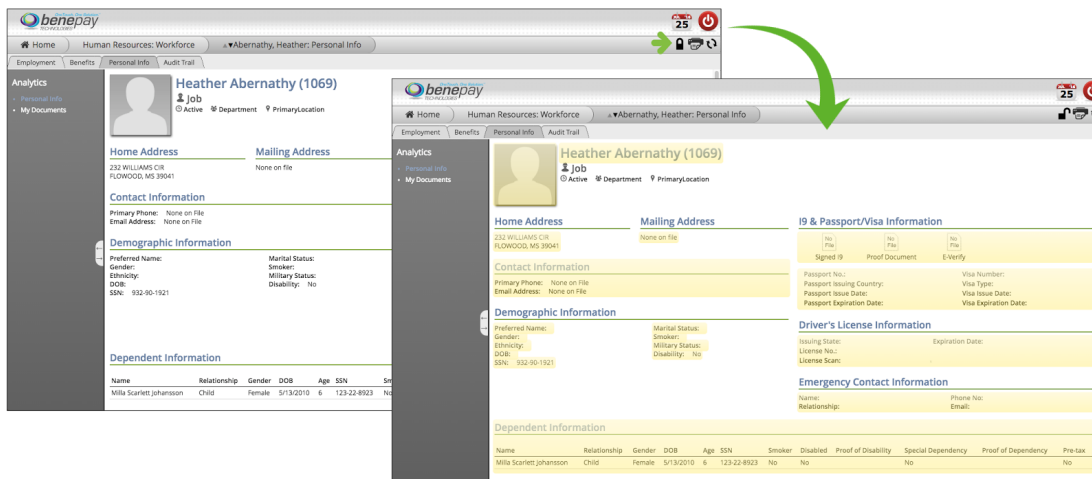 benepay
TECHNOLOGIES
25
Home
Human Resources: Workforce
▲▼Abernathy, Heather: Personal Info
Employment
Benefits
Personal Info
Audit Trail
Analytics
• Personal Info
• My Documents
Heather Abernathy (1069)
Job
Active Department PrimaryLocation
Home Address
Mailing Address
232 WILLIAMS CIR
None on file
FLOWOOD, MS 39041
Contact Information
Primary Phone: None on File
Email Address: None on File
Demographic Information
Preferred Name:
Marital Status:
Gender:
Smoker:
Ethnicity:
Military Status:
DOB:
Disability: No
SSN: 932-90-1921
Dependent Information
Name Relationship Gender DOB Age SSN
Milla Scarlett Johansson Child Female 5/13/2010 6 123-22-8923
benepay
TECHNOLOGIES
25
Home
Human Resources: Workforce
▲▼Abernathy, Heather: Personal Info
Employment
Benefits
Personal Info
Audit Trail
Analytics
• Personal Info
• My Documents
Heather Abernathy (1069)
Job
Active Department PrimaryLocation
Home Address
Mailing Address
232 WILLIAMS CIR
None on file
FLOWOOD, MS 39041
Contact Information
Primary Phone: None on File
Email Address: None on File
Demographic Information
Preferred Name:
Marital Status:
Gender:
Smoker:
Ethnicity:
Military Status:
DOB:
Disability: No
SSN: 932-90-1921
I9 & Passport/Visa Information
No File
No File
No File
Signed I9
Proof Document
E-Verify
Passport No.:
Visa Number:
Passport Issuing Country:
Visa Type:
Passport Issue Date:
Visa Issue Date:
Passport Expiration Date:
Visa Expiration Date:
Driver's License Information
Issuing State:
Expiration Date:
License No.:
License Scan:
Emergency Contact Information
Name:
Phone No:
Relationship:
Email:
Dependent Information
Name Relationship Gender DOB Age SSN Smoker Disabled Proof of Disability Special Dependency Proof of Dependency Pre-tax
Milla Scarlett Johansson Child Female 5/13/2010 6 123-22-8923 No No No No